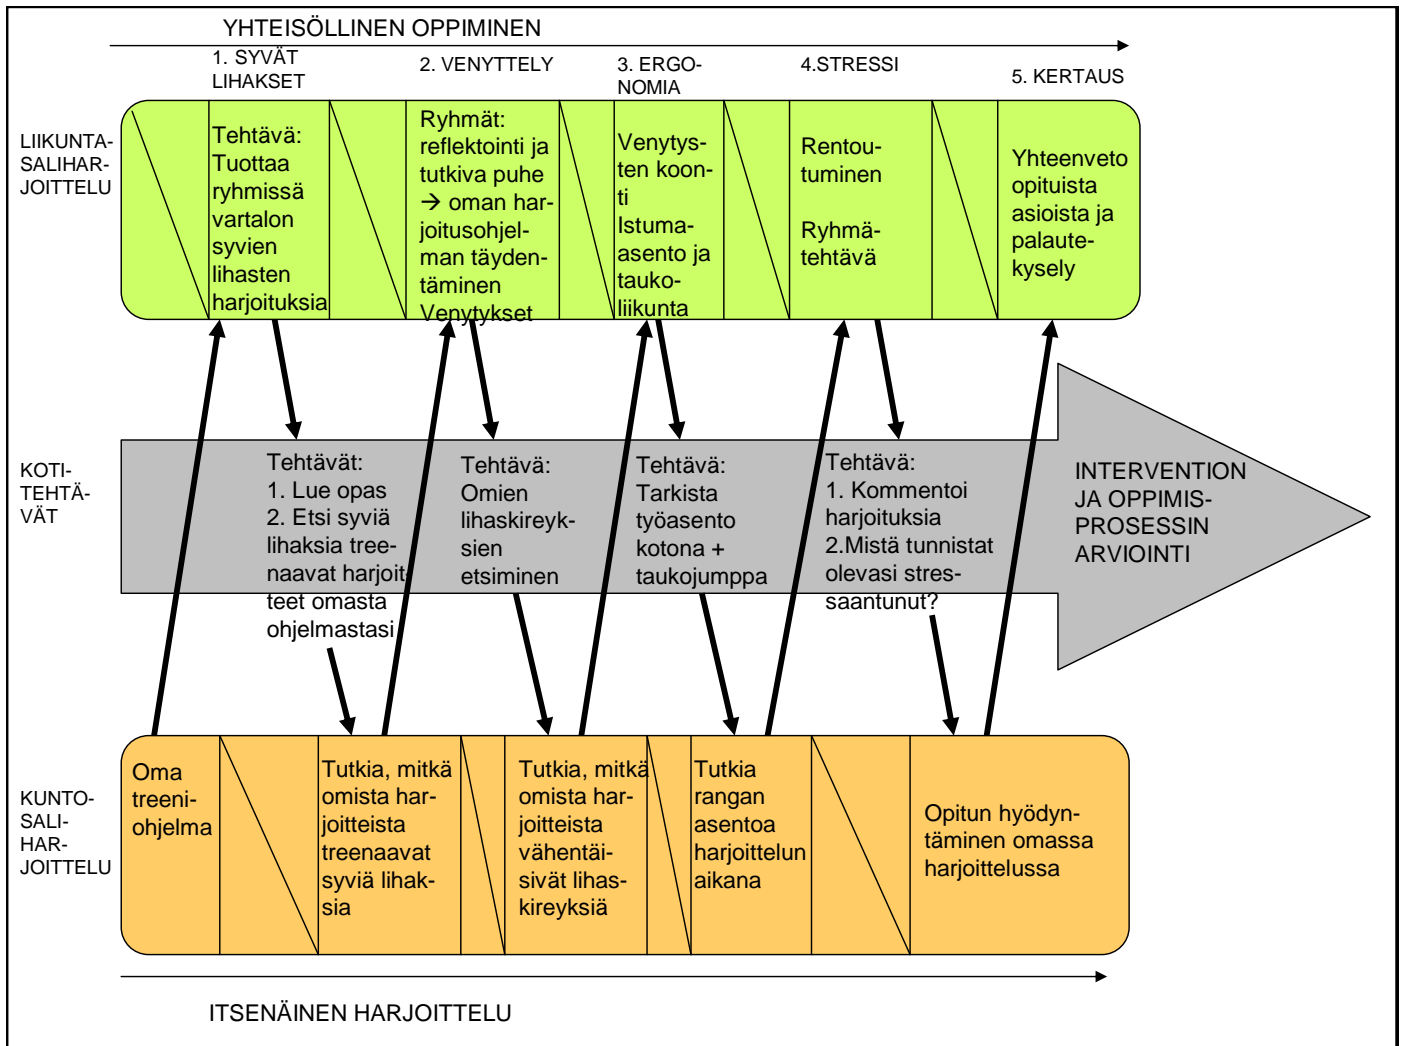 YHTEISÖLLINEN OPPIMINEN
1. SYVÄT
LIHAKSET
2. VENYTTELY
3. ERGO-
NOMIA
4.STRESSI
5. KERTAUS
LIIKUNTA-
SALIHAR-
JOITTELU
Tehtävä:
Tuottaa
ryhmissä
vartalon
syvien
lihasten
harjoituksia
Ryhmät:
reflektointi ja
tutkiva puhe
→ oman har-
joitusohjel-
man täyden-
täminen
Venytykset
Venytys-
ten koon-
ti
Istuma-
asento ja
tauko-
liikunta
Rentou-
tuminen
Ryhmä-
tehtävä
Yhteenveto
opituista
asioista ja
palaute-
kysely
KOTI-
TEHTÄ-
VÄT
Tehtävät:
1. Lue opas
2. Etsi syviä
lihaksia tree-
naavat harjoit-
teet omasta
ohjelmastasi
Tehtävä:
Omien
lihaskireyk-
sien
etsiminen
Tehtävä:
Tarkista
työasento
kotona +
taukojumppa
Tehtävä:
1. Kommentoi
harjoituksia
2.Mistä tunnistat
olevasi stres-
saantunut?
INTERVENTION
JA OPPIMIS-
PROSESSIN
ARVIOINTI
KUNTO-
SALI-
HAR-
JOITTELU
Oma
treeni-
ohjelma
Tutkia, mitkä
omista har-
joitteista
treenaavat
syviä lihak-
sia
Tutkia, mitkä
omista har-
joitteista
vähentäi-
sivät lihas-
kireyksiä
Tutkia
rangan
asentoa
harjoittelun
aikana
Opitun hyödyn-
täminen omassa
harjoittelussa
ITSENÄINEN HARJOITTELU